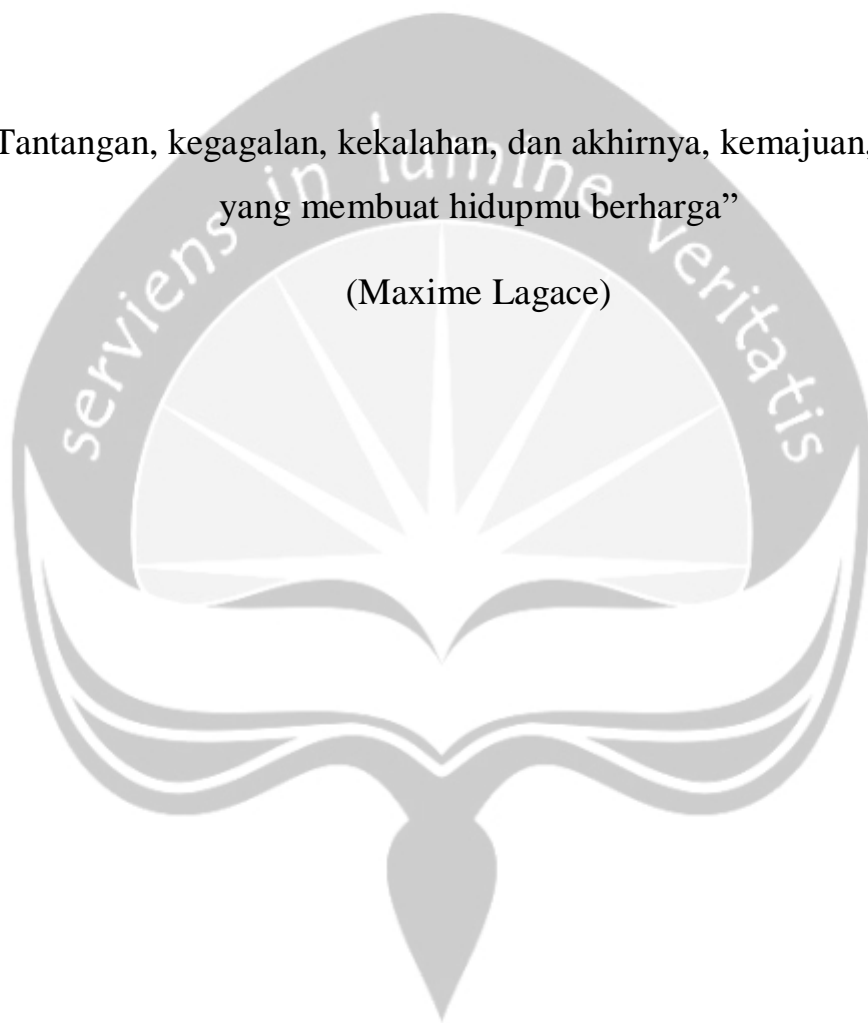 Tantangan, kegagalan, kekalahan, dan akhirnya, kemajuan,
yang membuat hidupmu berharga”
(Maxime Lagace)
serviens in lumine veritatis